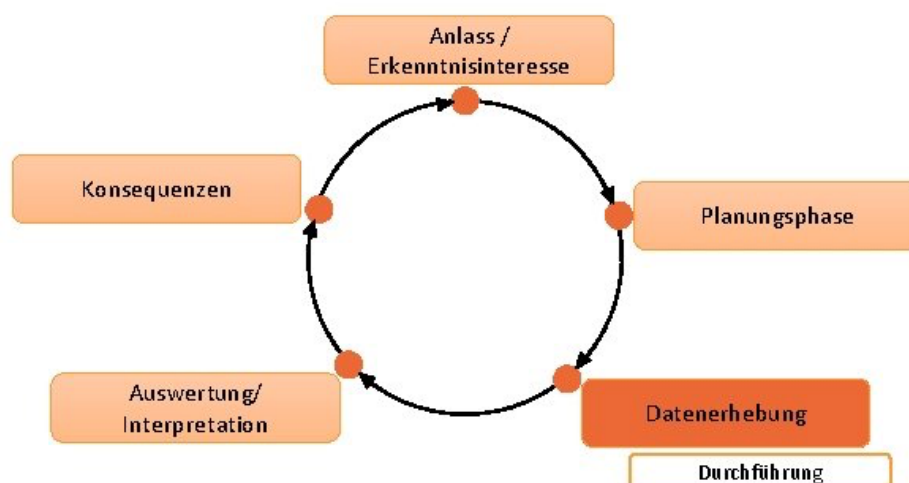 Anlass /
Erkenntnisinteresse
Planungsphase
Datenerhebung
Durchführung
Auswertung/
Interpretation
Konsequenzen